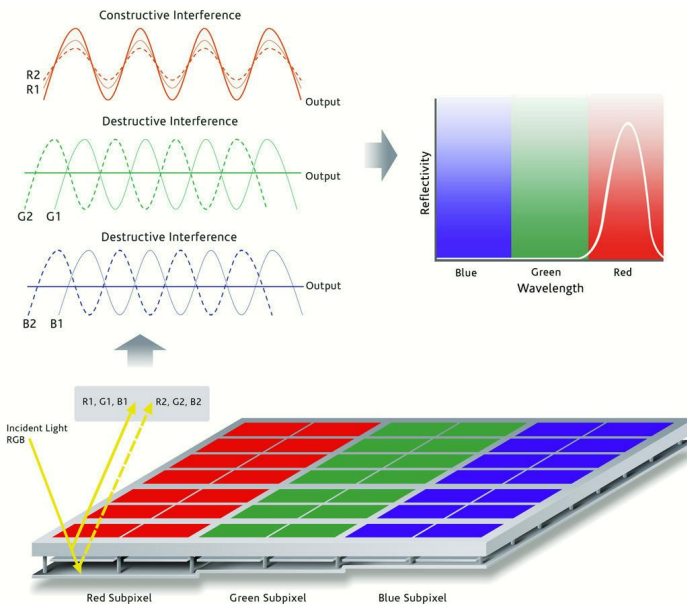 Constructive Interference
R2
R1
Output
Destructive Interference
Output
G2 G1
Destructive Interference
Output
B2 B1
Reflectivity
Blue Green Red
Wavelength
R1, G1, B1 R2, G2, B2
Incident Light
RGB
Red Subpixel Green Subpixel Blue Subpixel